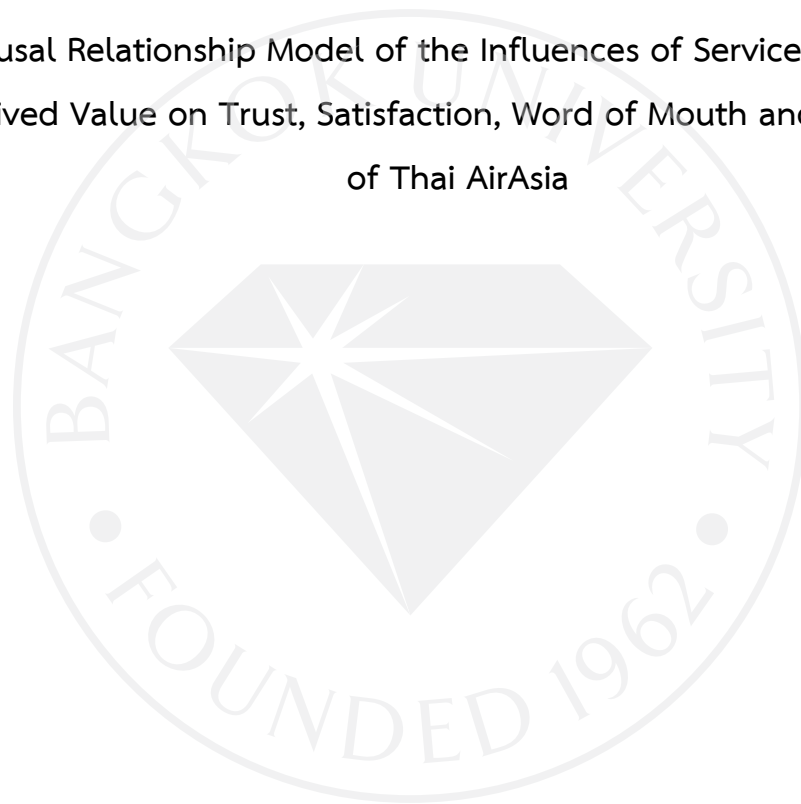 usal Relationship Model of the Influences of Service
ived Value on Trust, Satisfaction, Word of Mouth and
of Thai AirAsia
BANGKOK UNIVERSITY
FOUNDED 1962